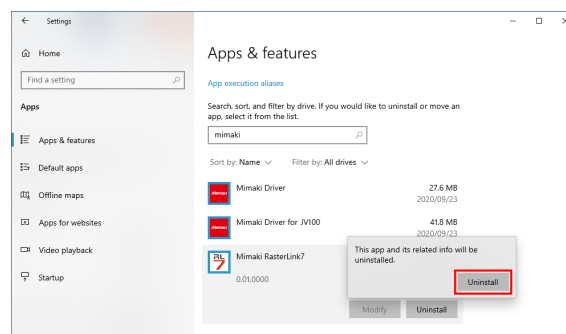 Settings
Home
Find a setting
Apps
Apps & features
Default apps
Offline maps
Apps for websites
Video playback
Startup
Apps & features
App execution aliases
Search, sort, and filter by drive. If you would like to uninstall or move an
app, select it from the list.
mimaki
Sort by: Name
Filter by: All drives
Mimaki
Mimaki Driver
27.6 MB
2020/09/23
Mimaki
Mimaki Driver for JV100
41.8 MB
2020/09/23
RL
7
Mimaki RasterLink7
0.01.0000
This app and its related info will be
uninstalled.
Uninstall
Modify
Uninstall